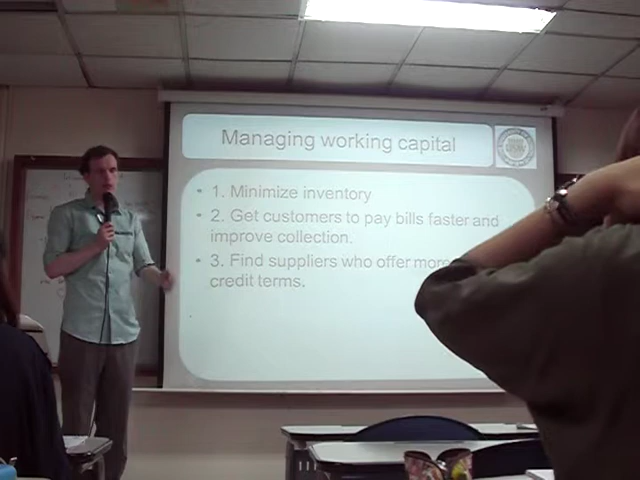 Managing working capital
• 1. Minimize inventory
• 2. Get customers to pay bills faster and
improve collection.
• 3. Find suppliers who offer more
credit terms.